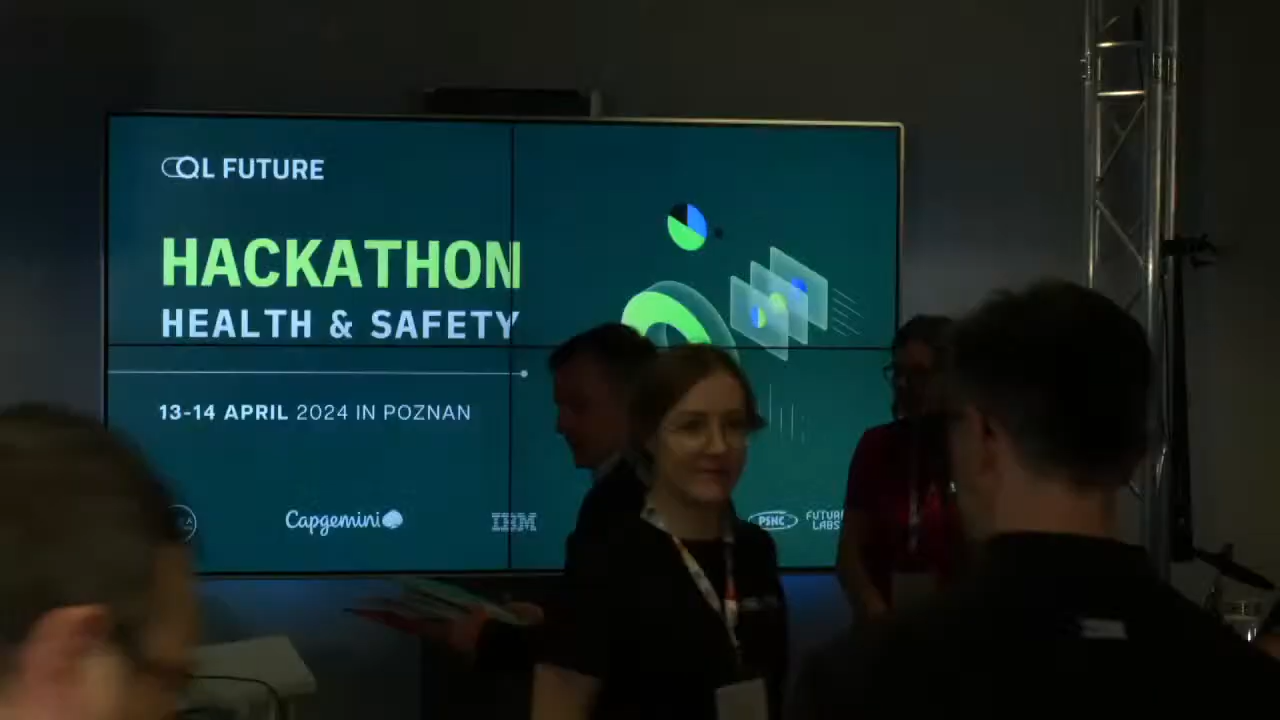 QL FUTURE
HACKATHON
HEALTH & SAFETY
13-14 APRIL 2024 IN POZNAN
Capgemini
IBM
PSNC
FUTURE
LABS